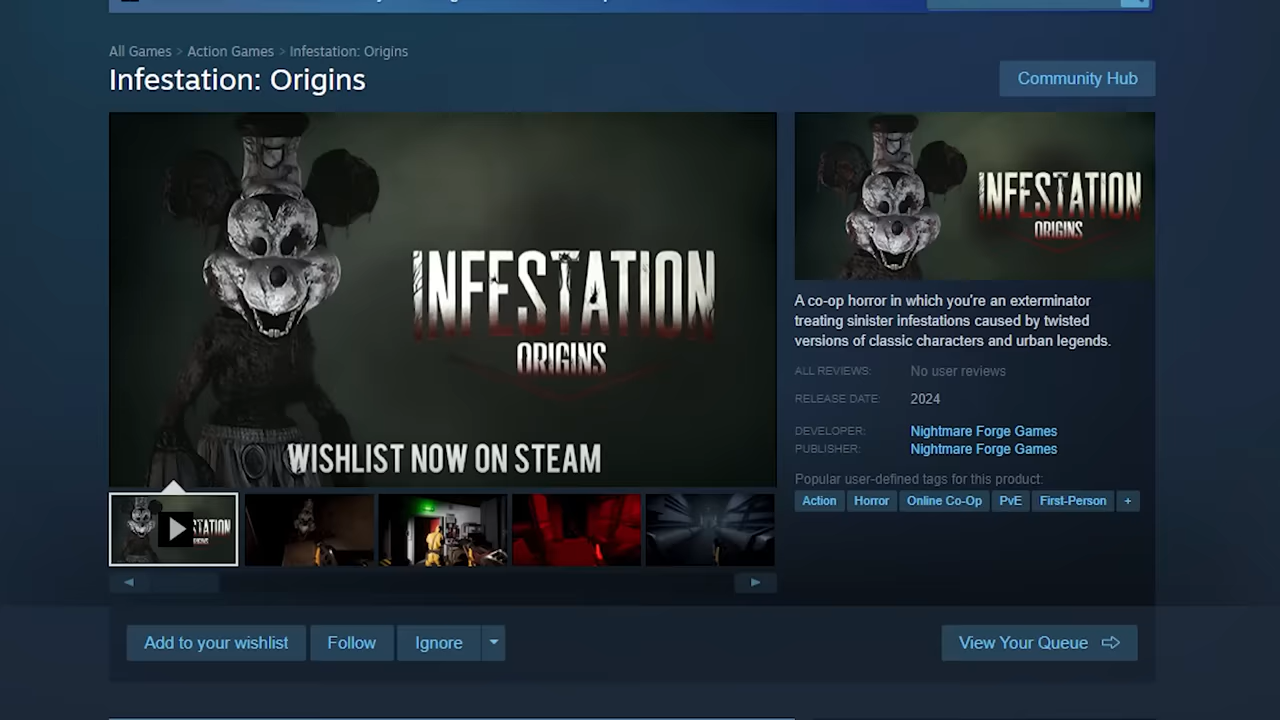 All Games > Action Games > Infestation: Origins
Infestation: Origins
Community Hub
INFESTATION
ORIGINS
WISHLIST NOW ON STEAM
INFESTATION
ORIGINS
A co-op horror in which you're an exterminator
treating sinister infestations caused by twisted
versions of classic characters and urban legends.
ALL REVIEWS: No user reviews
RELEASE DATE: 2024
DEVELOPER: Nightmare Forge Games
PUBLISHER: Nightmare Forge Games
Popular user-defined tags for this product:
Action Horror Online Co-Op PvE First-Person +
Add to your wishlist Follow Ignore
View Your Queue